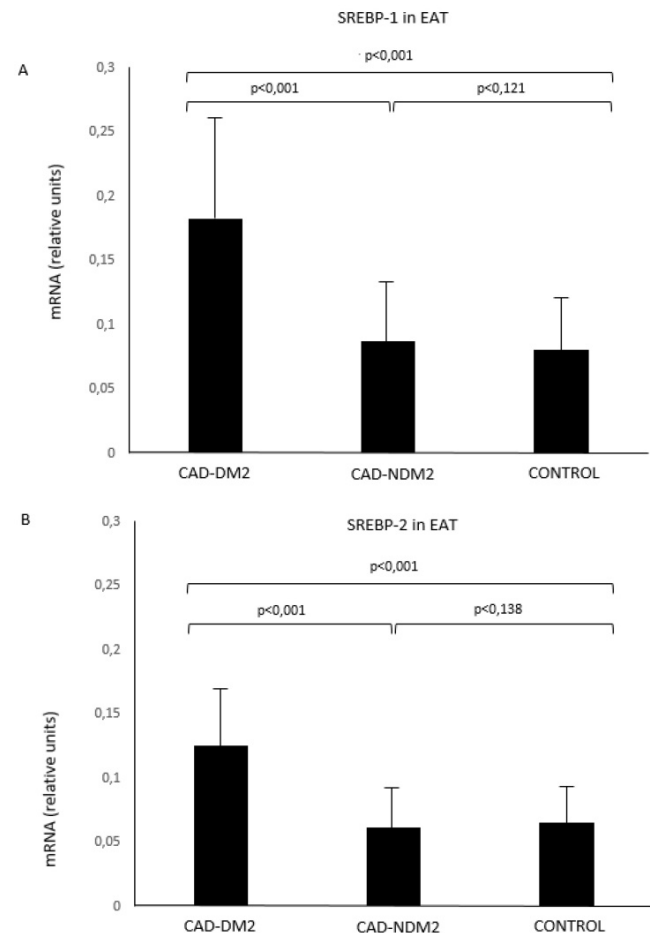 SREBP-1 in EAT
A
p<0,001
p<0,001
p<0,121
0,3
0,25
0,2
0,15
0,1
0,05
0
mRNA (relative units)
CAD-DM2
CAD-NDM2
CONTROL
B
SREBP-2 in EAT
p<0,001
p<0,001
p<0,138
0,3
0,25
0,2
0,15
0,1
0,05
0
mRNA (relative units)
CAD-DM2
CAD-NDM2
CONTROL